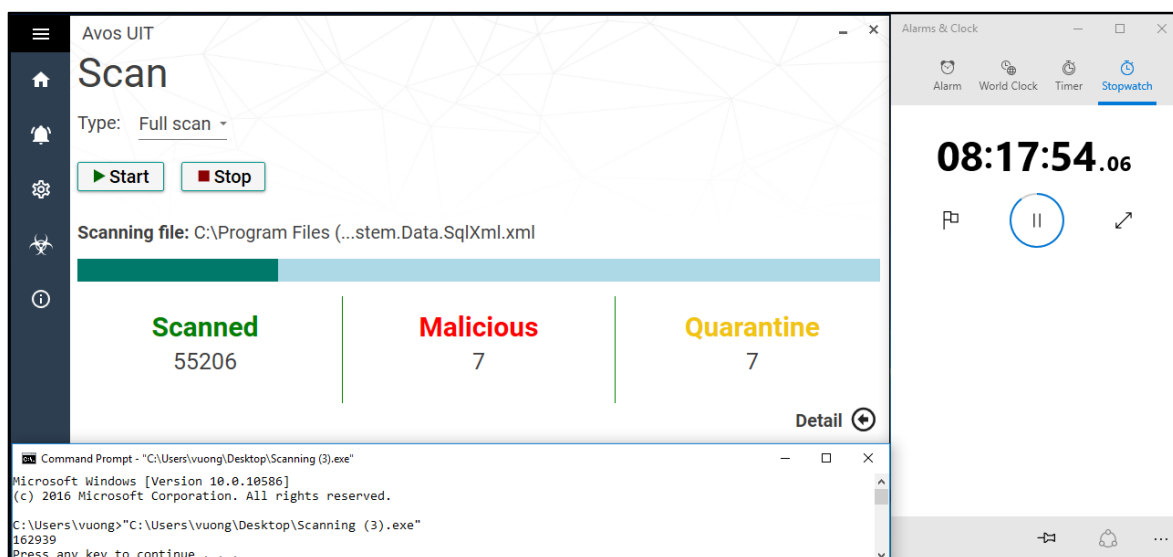 Avos UIT
Scan
Type: Full scan
Start Stop
Scanning file: C:\Program Files (...stem.Data.SqlXml.xml
Scanned Malicious Quarantine
55206 7 7
Detail
Alarms & Clock
Alarm World Clock Timer Stopwatch
08:17:54.06
Command Prompt - "C:\Users\vuong\Desktop\Scanning (3).exe"
Microsoft Windows [Version 10.0.10586]
(c) 2016 Microsoft Corporation. All rights reserved.
C:\Users\vuong>"C:\Users\vuong\Desktop\Scanning (3).exe"
162939
Press any key to continue . . .